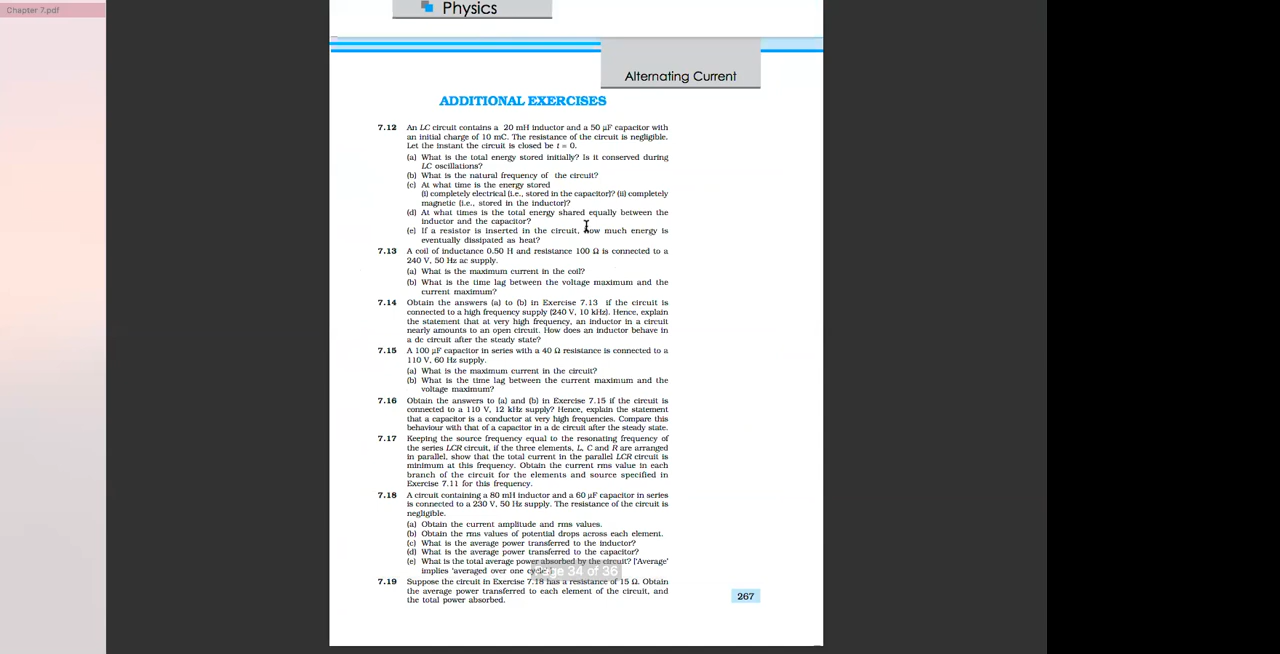 Chapter 7.pdf
Physics
Alternating Current
ADDITIONAL EXERCISES
7.12 An LC circuit contains a 20 mH inductor and a 50 μF capacitor with
an initial charge of 10 mC. The resistance of the circuit is negligible.
Let the instant the circuit is closed be t = 0.
(a) What is the total energy stored initially? Is it conserved during
LC oscillations?
(b) What is the natural frequency of the circuit?
(c) At what time is the energy stored
(i) completely electrical (i.e., stored in the capacitor)? (ii) completely
magnetic (i.e., stored in the inductor)?
(d) At what times is the total energy shared equally between the
inductor and the capacitor?
(e) If a resistor is inserted in the circuit, how much energy is
eventually dissipated as heat?
7.13 A coil of inductance 0.50 H and resistance 100 Ω is connected to a
240 V, 50 Hz ac supply.
(a) What is the maximum current in the coil?
(b) What is the time lag between the voltage maximum and the
current maximum?
7.14 Obtain the answers (a) to (b) in Exercise 7.13 if the circuit is
connected to a high frequency supply (240 V, 10 kHz). Hence, explain
the statement that at very high frequency, an inductor in a circuit
nearly amounts to an open circuit. How does an inductor behave in
a dc circuit after the steady state?
7.15 A 100 μF capacitor in series with a 40 Ω resistance is connected to a
110 V, 60 Hz supply.
(a) What is the maximum current in the circuit?
(b) What is the time lag between the current maximum and the
voltage maximum?
7.16 Obtain the answers to (a) and (b) in Exercise 7.15 if the circuit is
connected to a 110 V, 12 kHz supply? Hence, explain the statement
that a capacitor is a conductor at very high frequencies. Compare this
behaviour with that of a capacitor in a dc circuit after the steady state.
7.17 Keeping the source frequency equal to the resonating frequency of
the series LCR circuit, if the three elements, L, C and R are arranged
in parallel, show that the total current in the parallel LCR circuit is
minimum at this frequency. Obtain the current rms value in each
branch of the circuit for the elements and source specified in
Exercise 7.11 for this frequency.
7.18 A circuit containing a 80 mH inductor and a 60 μF capacitor in series
is connected to a 230 V, 50 Hz supply. The resistance of the circuit is
negligible.
(a) Obtain the current amplitude and rms values.
(b) Obtain the rms values of potential drops across each element.
(c) What is the average power transferred to the inductor?
(d) What is the average power transferred to the capacitor?
(e) What is the total average power absorbed by the circuit? ['Average'
implies 'averaged over one cycle'.]
Page 34 of 36
7.19 Suppose the circuit in Exercise 7.18 has a resistance of 15 Ω. Obtain
the average power transferred to each element of the circuit, and
the total power absorbed.
267